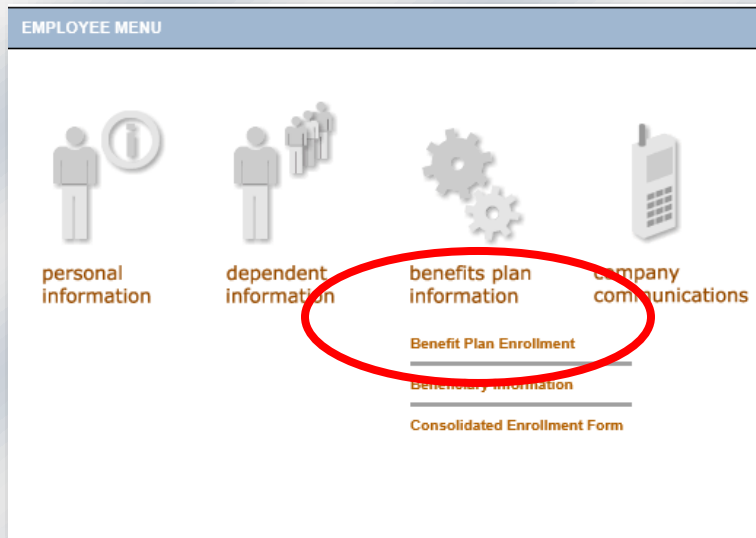 EMPLOYEE MENU
personal
information
dependent
information
benefits plan
information
company
communications
Benefit Plan Enrollment
Beneficiary Information
Consolidated Enrollment Form